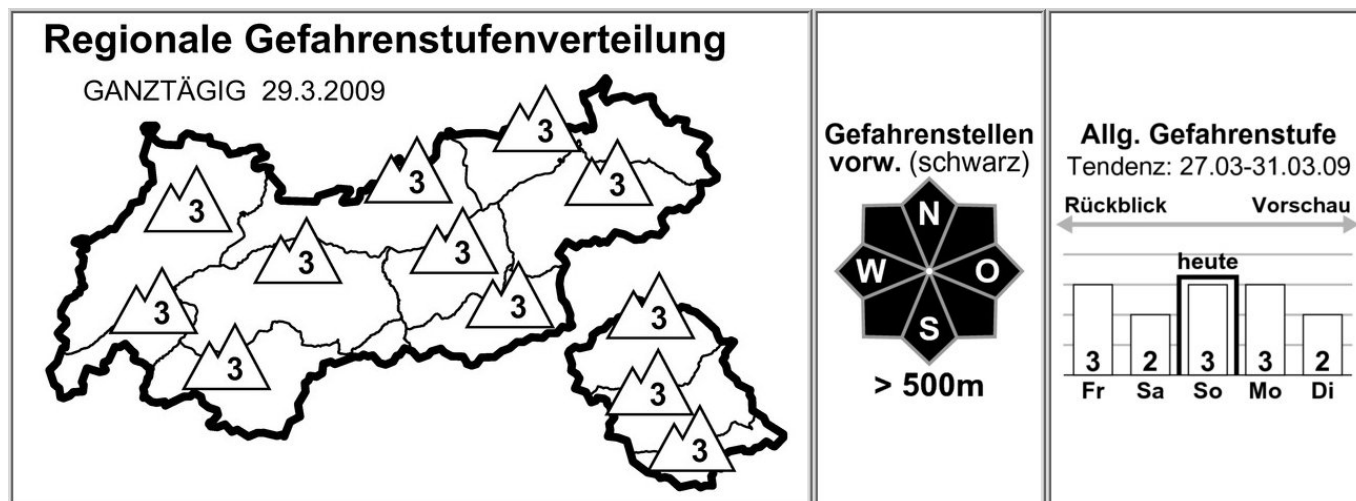 Regionale Gefahrenstufenverteilung
GANZTÄGIG 29.3.2009
3
3
3
3
3
3
3
3
3
3
3
3
Gefahrenstellen
vorw. (schwarz)
N
W O
S
> 500m
Allg. Gefahrenstufe
Tendenz: 27.03-31.03.09
Rückblick Vorschau
heute
3 2 3 3 2
Fr Sa So Mo Di